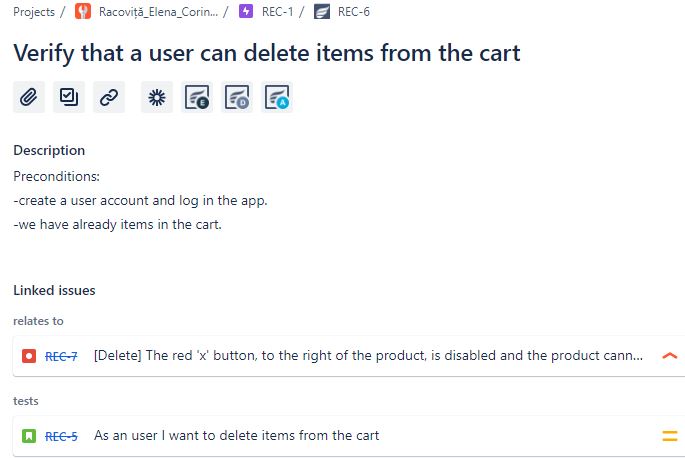 Projects / Racoviță_Elena_Corin... / REC-1 / REC-6
Verify that a user can delete items from the cart
E D A
Description
Preconditions:
-create a user account and log in the app.
-we have already items in the cart.
Linked issues
relates to
REC-7 [Delete] The red 'x' button, to the right of the product, is disabled and the product cann...
tests
REC-5 As an user I want to delete items from the cart